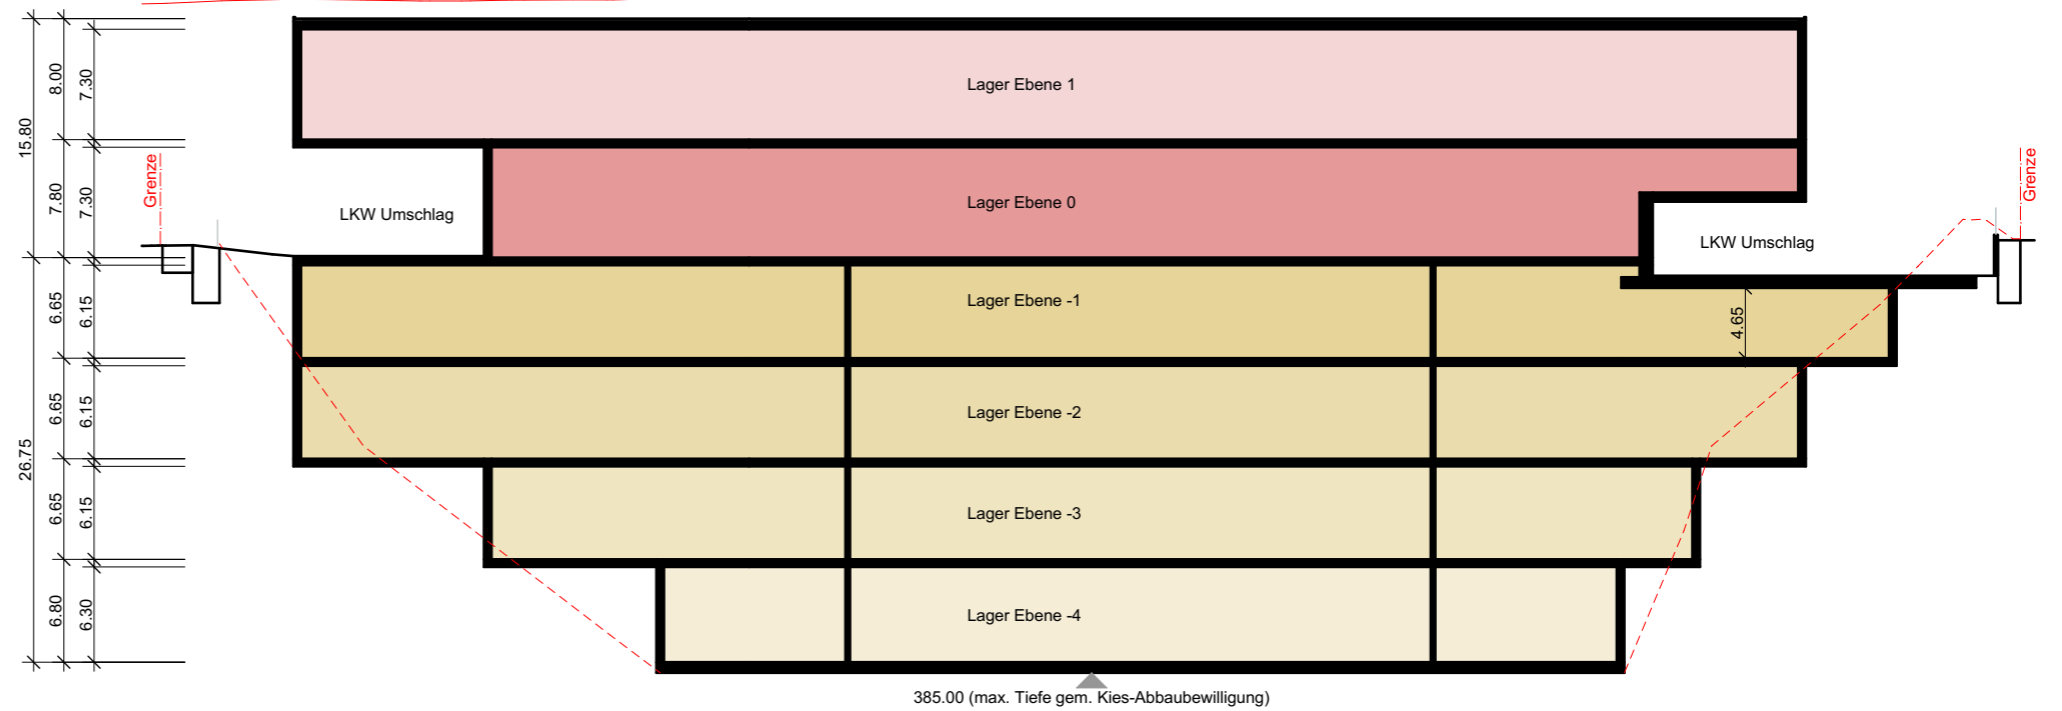 Lager Ebene 1
8.00
7.30
15.80
Grenze
Grenze
7.80
7.30
Lager Ebene 0
LKW Umschlag
LKW Umschlag
Lager Ebene -1
6.65
6.15
4.65
Lager Ebene -2
6.65
6.15
26.75
Lager Ebene -3
6.65
6.15
Lager Ebene -4
6.80
6.30
385.00 (max. Tiefe gem. Kies-Abbaubewilligung)